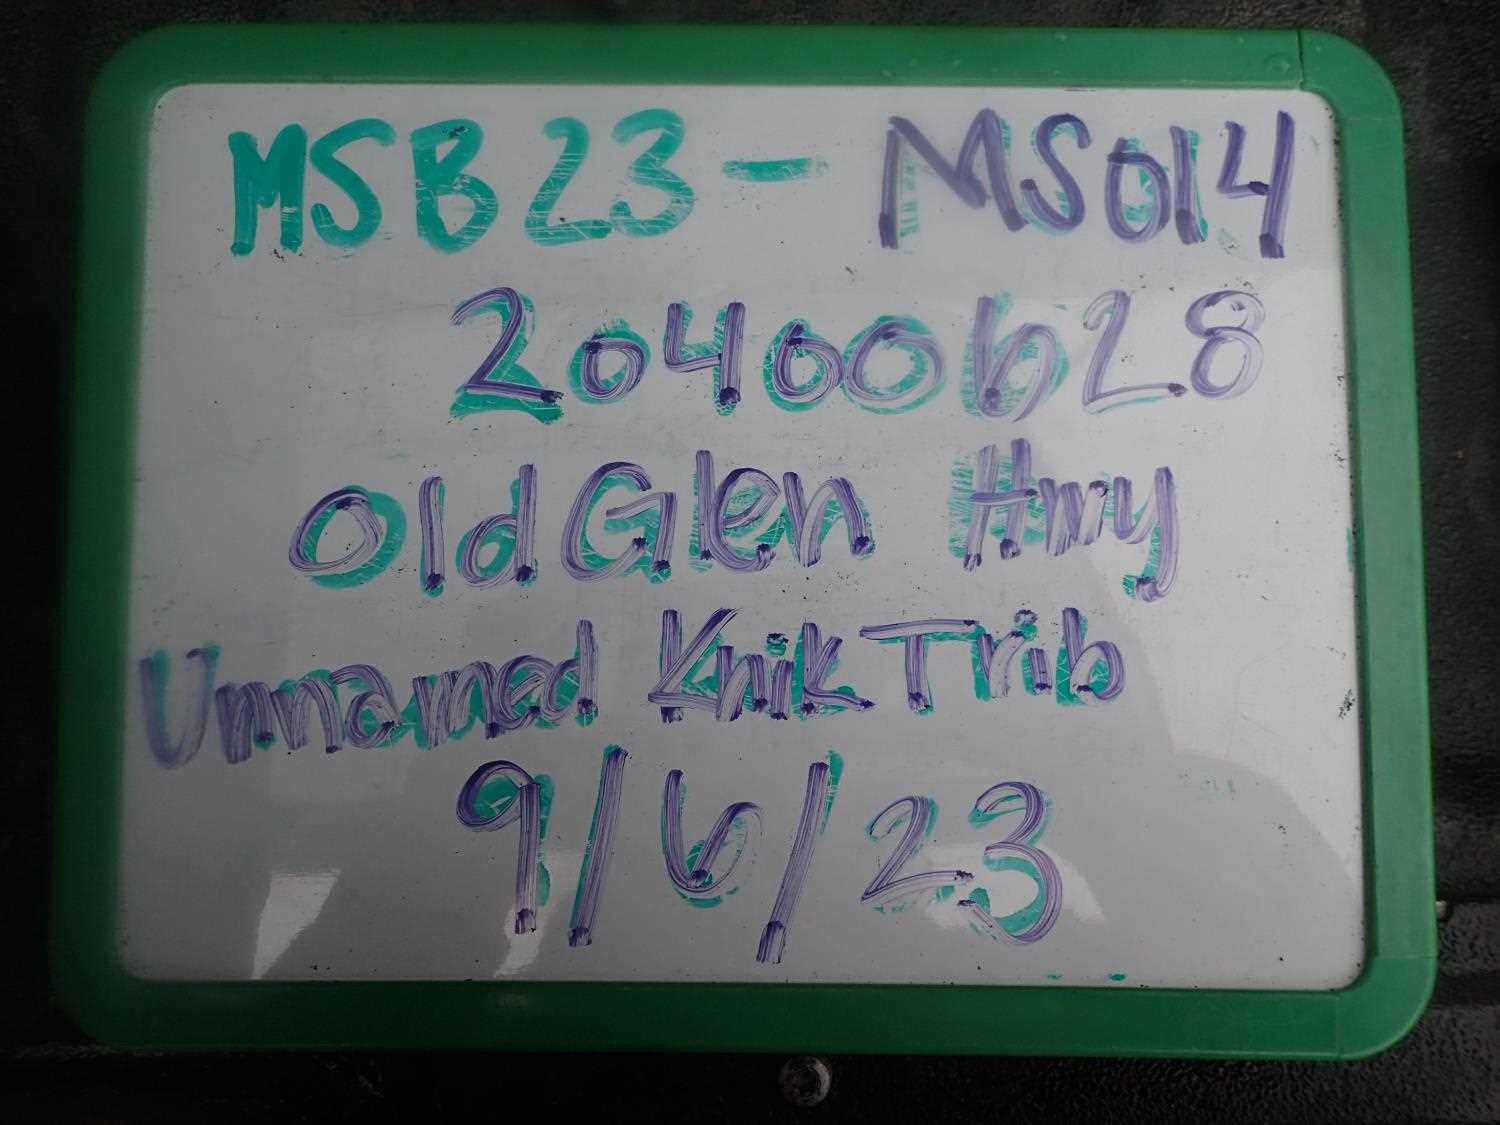 MSB23-MS014
20400628
Old Glen Hwy
Unnamed Knik Trib
9/6/23